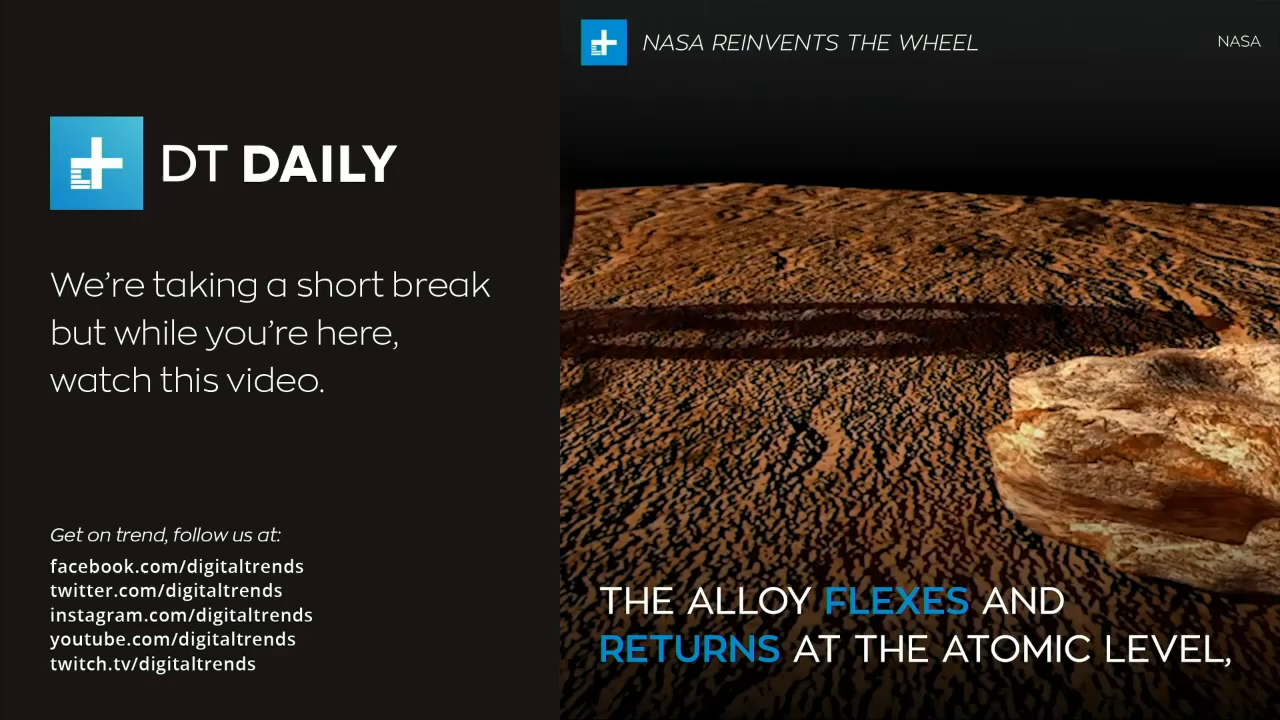 DT DAILY
We’re taking a short break
but while you’re here,
watch this video.
Get on trend, follow us at:
facebook.com/digitaltrends
twitter.com/digitaltrends
instagram.com/digitaltrends
youtube.com/digitaltrends
twitch.tv/digitaltrends
NASA REINVENTS THE WHEEL
NASA
THE ALLOY FLEXES AND
RETURNS AT THE ATOMIC LEVEL,